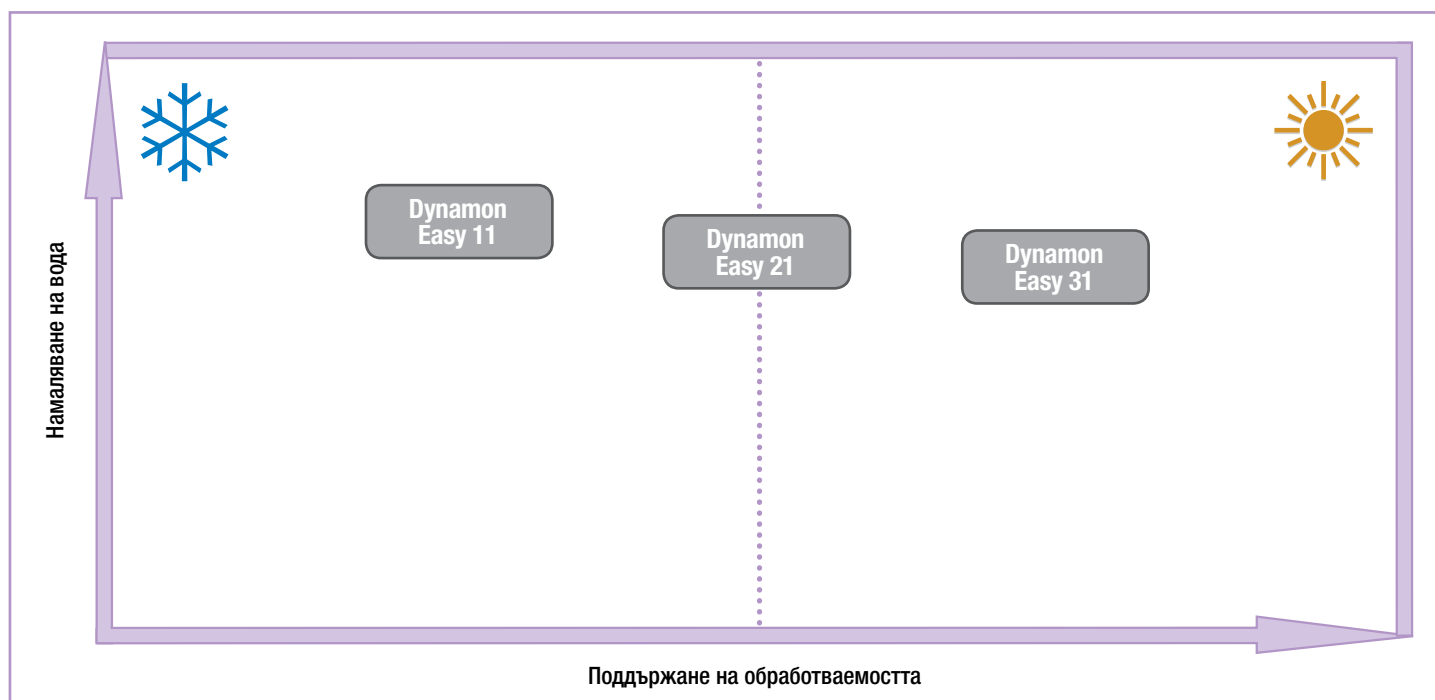 Dynamon
Easy 11
Dynamon
Easy 21
Dynamon
Easy 31
Намаляване на вода
Поддържане на обработваемостта